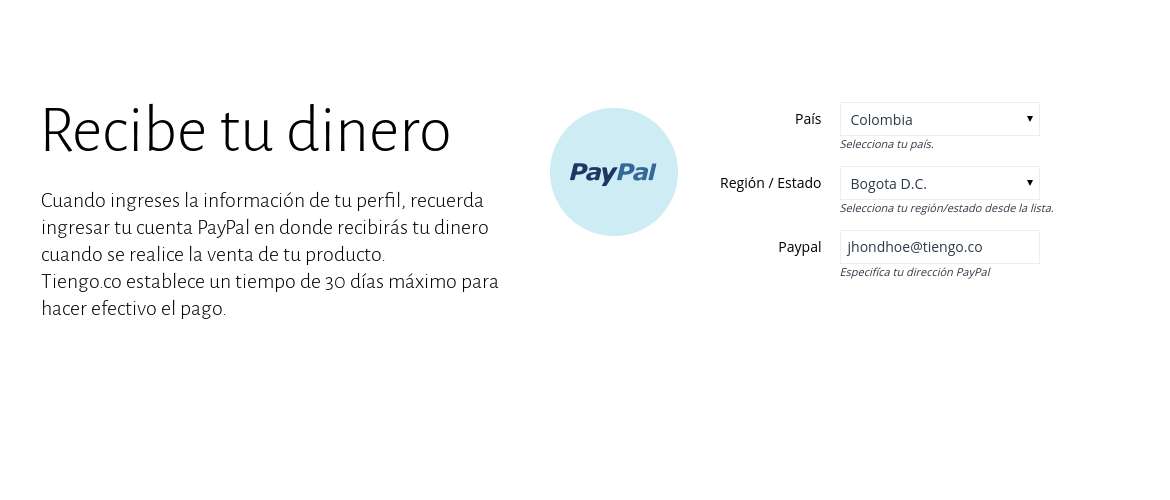 Recibe tu dinero
Cuando ingreses la información de tu perfil, recuerda
ingresar tu cuenta PayPal en donde recibirás tu dinero
cuando se realice la venta de tu producto.
Tiengo.co establece un tiempo de 30 días máximo para
hacer efectivo el pago.
PayPal
País
Colombia
Selecciona tu país.
Región / Estado
Bogota D.C.
Selecciona tu región/estado desde la lista.
Paypal
jhondhoe@tiengo.co
Especifíca tu dirección PayPal